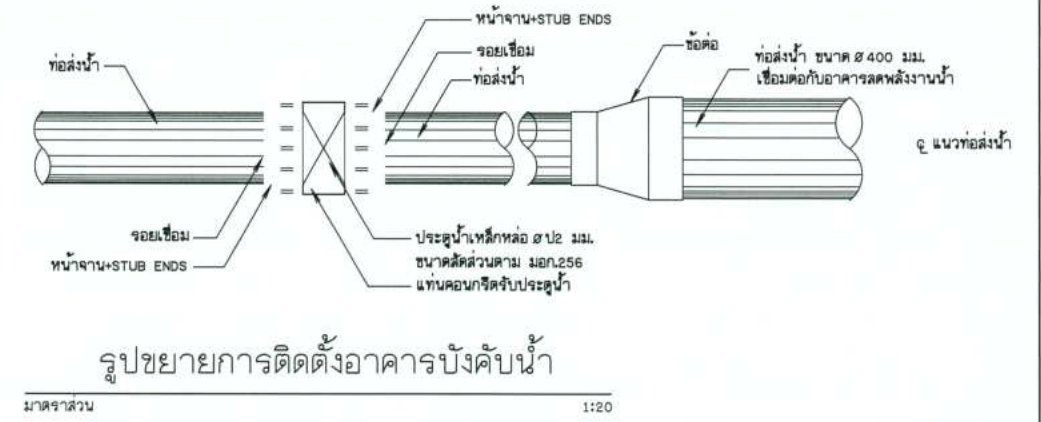 หน้าจาน+STUB ENDS
รอยเชื่อม
ท่อส่งน้ำ
ท่อส่งน้ำ
ข้อต่อ
ท่อส่งน้ำ ขนาด Ø 400 มม.
เชื่อมต่อกับอาคารลดพลังงานน้ำ
℄ แนวท่อส่งน้ำ
รอยเชื่อม
หน้าจาน+STUB ENDS
ประตูน้ำเหล็กหล่อ Ø ป2 มม.
ขนาดสัดส่วนตาม มอก.256
แท่นคอนกรีตรับประตูน้ำ
รูปขยายการติดตั้งอาคารบังคับน้ำ
มาตราส่วน 1:20